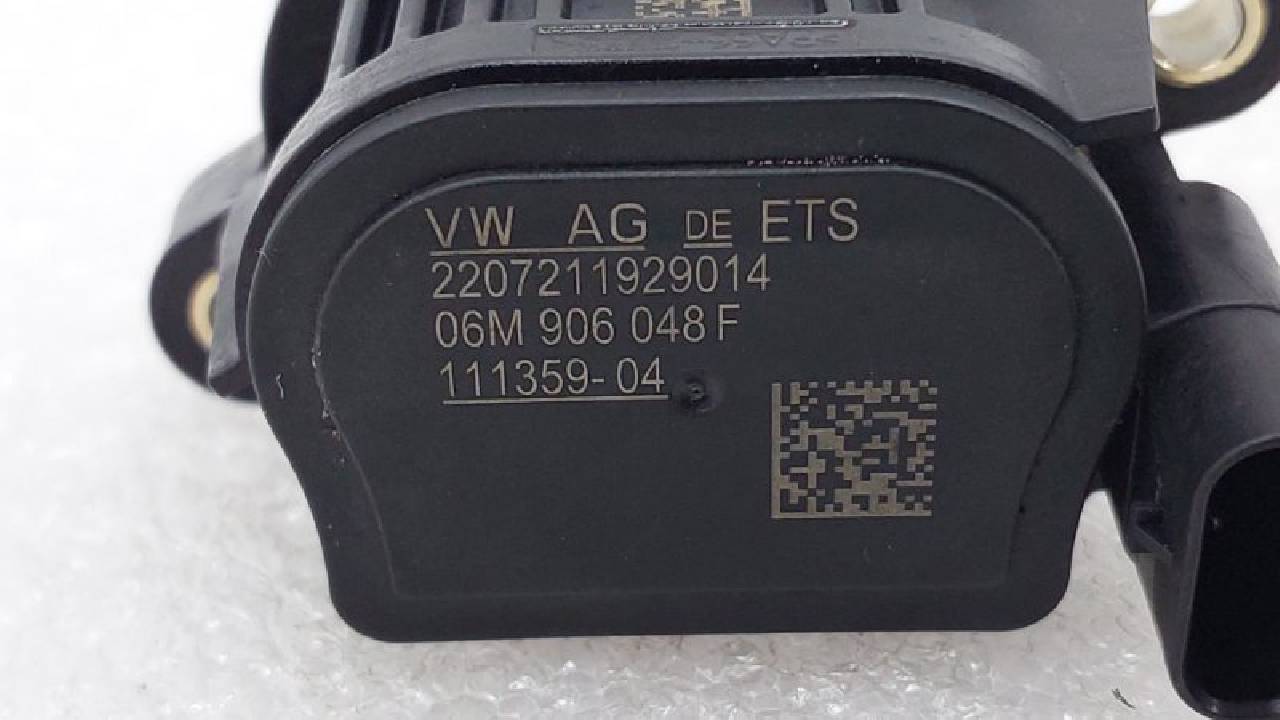 VW AG DE ETS
2207211929014
06M 906 048 F
111359-04